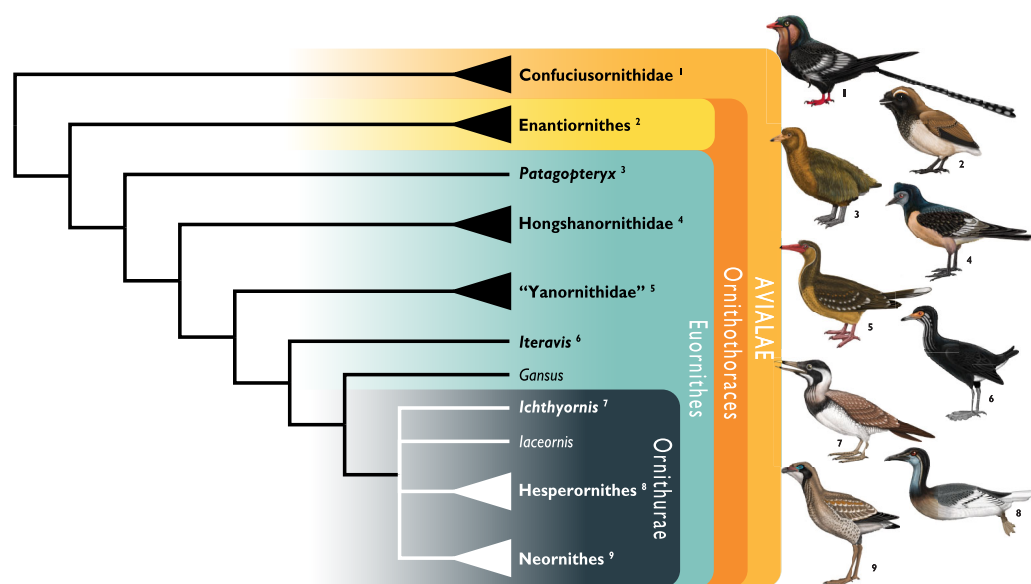 Confuciusornithidae 1
Enantiornithes 2
Patagopteryx 3
Hongshanornithidae 4
“Yanornithidae” 5
Iteravis 6
Gansus
Ichthyornis 7
Iaceornis
Hesperornithes 8
Neornithes 9
Ornithurae
Euornithes
Ornithothoraces
AVIALAE
1
2
3
4
5
6
7
8
9